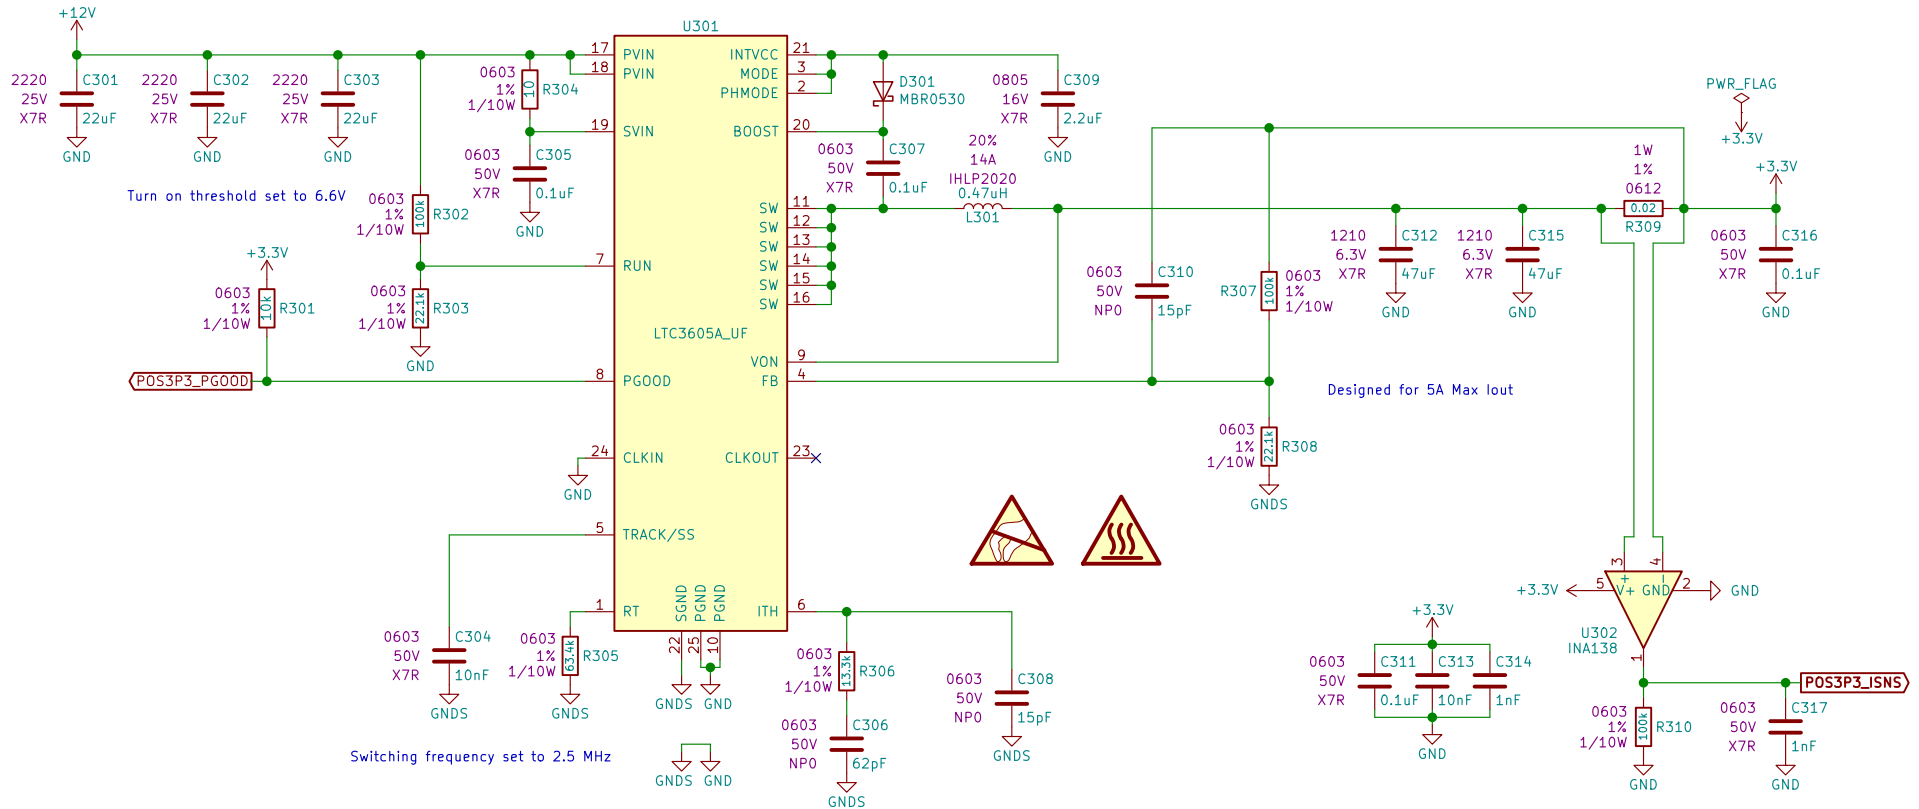 +12V
2220
25V
X7R
C301
22uF
GND
2220
25V
X7R
C302
22uF
GND
2220
25V
X7R
C303
22uF
GND
Turn on threshold set to 6.6V
0603
1%
1/10W
10
R304
0603
50V
X7R
C305
0.1uF
GND
0603
1%
1/10W
100k
R302
0603
1%
1/10W
22.1k
R303
GND
+3.3V
0603
1%
1/10W
10k
R301
POS3P3_PGOOD
GND
0603
50V
X7R
C304
10nF
GNDS
0603
1%
1/10W
63.4k
R305
GNDS
Switching frequency set to 2.5 MHz
U301
LTC3605A_UF
17 PVIN
18 PVIN
19 SVIN
7 RUN
8 PGOOD
24 CLKIN
5 TRACK/SS
1 RT
INTVCC 21
MODE 3
PHMODE 2
BOOST 20
SW 11
SW 12
SW 13
SW 14
SW 15
SW 16
VON 9
FB 4
CLKOUT 23
ITH 6
SGND 22
PGND 25
PGND 10
GNDS
GND
GNDS
GND
D301
MBR0530
0805
16V
X7R
C309
2.2uF
GND
0603
50V
X7R
C307
0.1uF
20%
14A
IHLP2020
0.47uH
L301
0603
50V
NP0
C310
15pF
R307
100k
0603
1%
1/10W
0603
1%
1/10W
22.1k
R308
GNDS
Designed for 5A Max Iout
0603
1%
1/10W
13.3k
R306
0603
50V
NP0
C306
62pF
GNDS
0603
50V
NP0
C308
15pF
GNDS
1210
6.3V
X7R
C312
47uF
GND
1210
6.3V
X7R
C315
47uF
GND
1W
1%
0612
0.02
R309
PWR_FLAG
+3.3V
+3.3V
0603
50V
X7R
C316
0.1uF
GND
+3.3V
5
V+
3
+
4
-
GND
2
GND
U302
INA138
1
POS3P3_ISNS
0603
1%
1/10W
100k
R310
GND
0603
50V
X7R
C317
1nF
GND
+3.3V
0603
50V
X7R
C311
0.1uF
C313
10nF
C314
1nF
GND